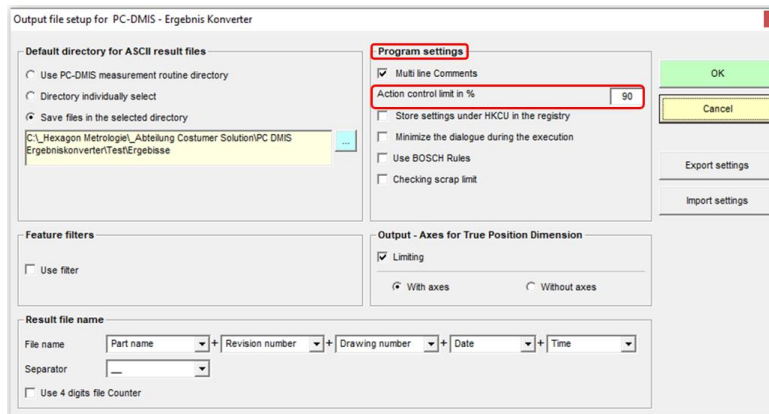 Output file setup for PC-DMIS - Ergebnis Konverter
Default directory for ASCII result files
Use PC-DMIS measurement routine directory
Directory individually select
Save files in the selected directory
C:\_Hexagon Metrologie\_Abteilung Costumer Solution\PC DMIS
Ergebniskonverter\Test\Ergebisse
...
Program settings
Multi line Comments
Action control limit in % 90
Store settings under HKCU in the registry
Minimize the dialogue during the execution
Use BOSCH Rules
Checking scrap limit
OK
Cancel
Export settings
Import settings
Feature filters
Use filter
Output - Axes for True Position Dimension
Limiting
With axes Without axes
Result file name
File name Part name + Revision number + Drawing number + Date + Time
Separator __
Use 4 digits file Counter